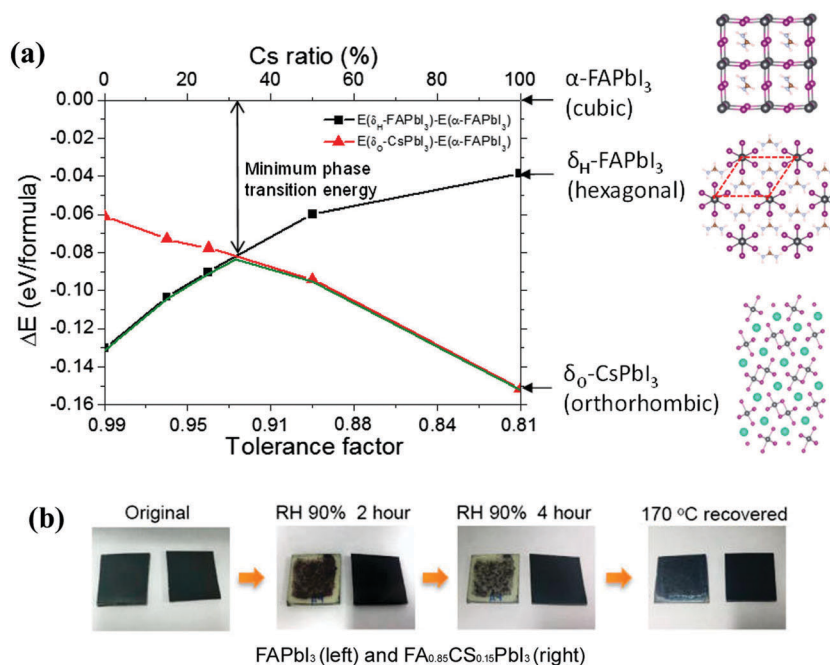 (a)
Cs ratio (%)
0 20 40 60 80 100
0.00
-0.02
-0.04
-0.06
-0.08
-0.10
-0.12
-0.14
-0.16
ΔE (eV/formula)
E(δH-FAPbI3)-E(α-FAPbI3)
E(δO-CsPbI3)-E(α-FAPbI3)
Minimum phase
transition energy
0.99 0.95 0.91 0.88 0.84 0.81
Tolerance factor
α-FAPbI3
(cubic)
δH-FAPbI3
(hexagonal)
δO-CsPbI3
(orthorhombic)
(b)
Original
RH 90% 2 hour
RH 90% 4 hour
170 °C recovered
FAPbI3 (left) and FA0.85CS0.15PbI3 (right)